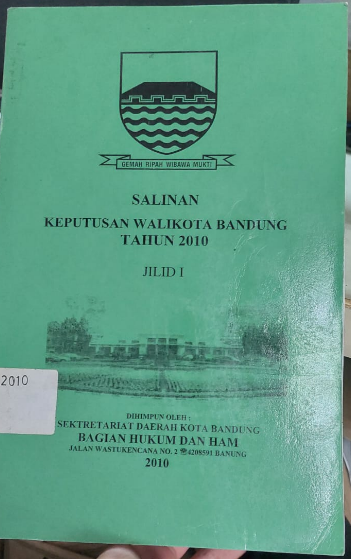 GEMAH RIPAH WIBAWA MUKTI
SALINAN
KEPUTUSAN WALIKOTA BANDUNG
TAHUN 2010
JILID I
2010
DIHIMPUN OLEH :
SEKTRETARIAT DAERAH KOTA BANDUNG
BAGIAN HUKUM DAN HAM
JALAN WASTUKENCANA NO. 2 ☎4208591 BANUNG
2010